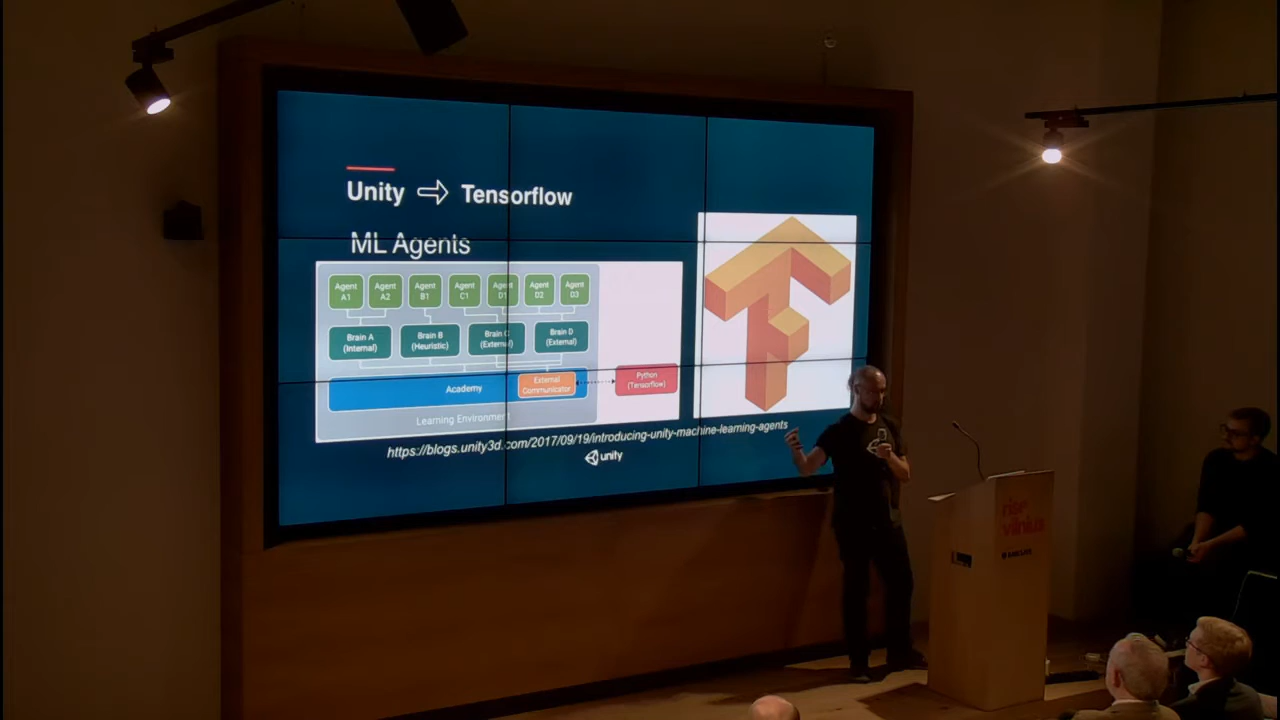 Unity ⇨ Tensorflow
ML Agents
Agent A1
Agent A2
Agent B1
Agent C1
Agent D1
Agent D2
Agent D3
Brain A (Internal)
Brain B (Heuristic)
Brain C (External)
Brain D (External)
Academy
External Communicator
Python (Tensorflow)
Learning Environment
https://blogs.unity3d.com/2017/09/19/introducing-unity-machine-learning-agents
unity
rise
vilnius